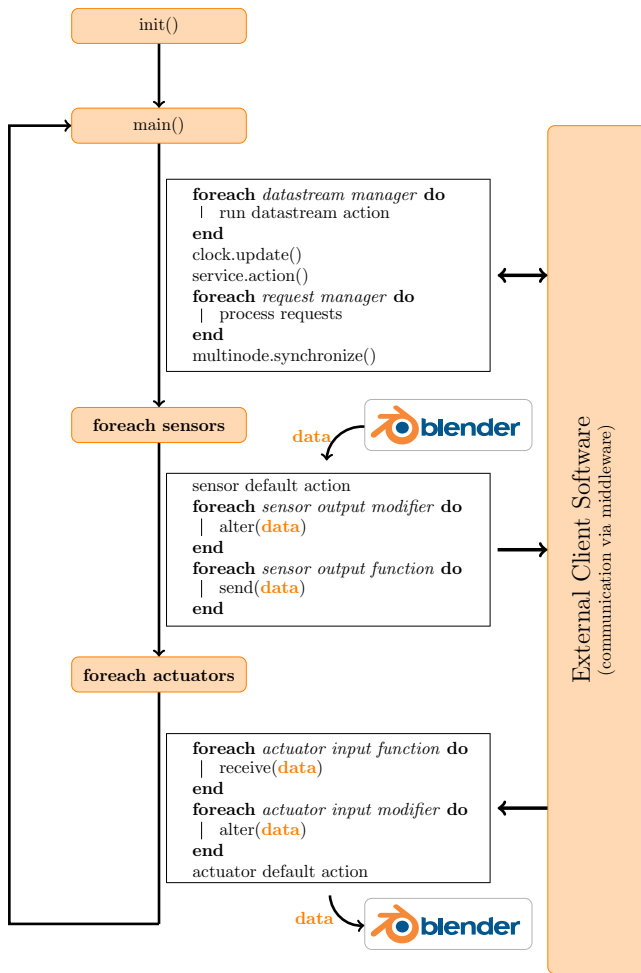 init()
main()
foreach datastream manager do
run datastream action
end
clock.update()
service.action()
foreach request manager do
process requests
end
multinode.synchronize()
foreach sensors
data
blender
sensor default action
foreach sensor output modifier do
alter(data)
end
foreach sensor output function do
send(data)
end
foreach actuators
foreach actuator input function do
receive(data)
end
foreach actuator input modifier do
alter(data)
end
actuator default action
data
blender
External Client Software
(communication via middleware)